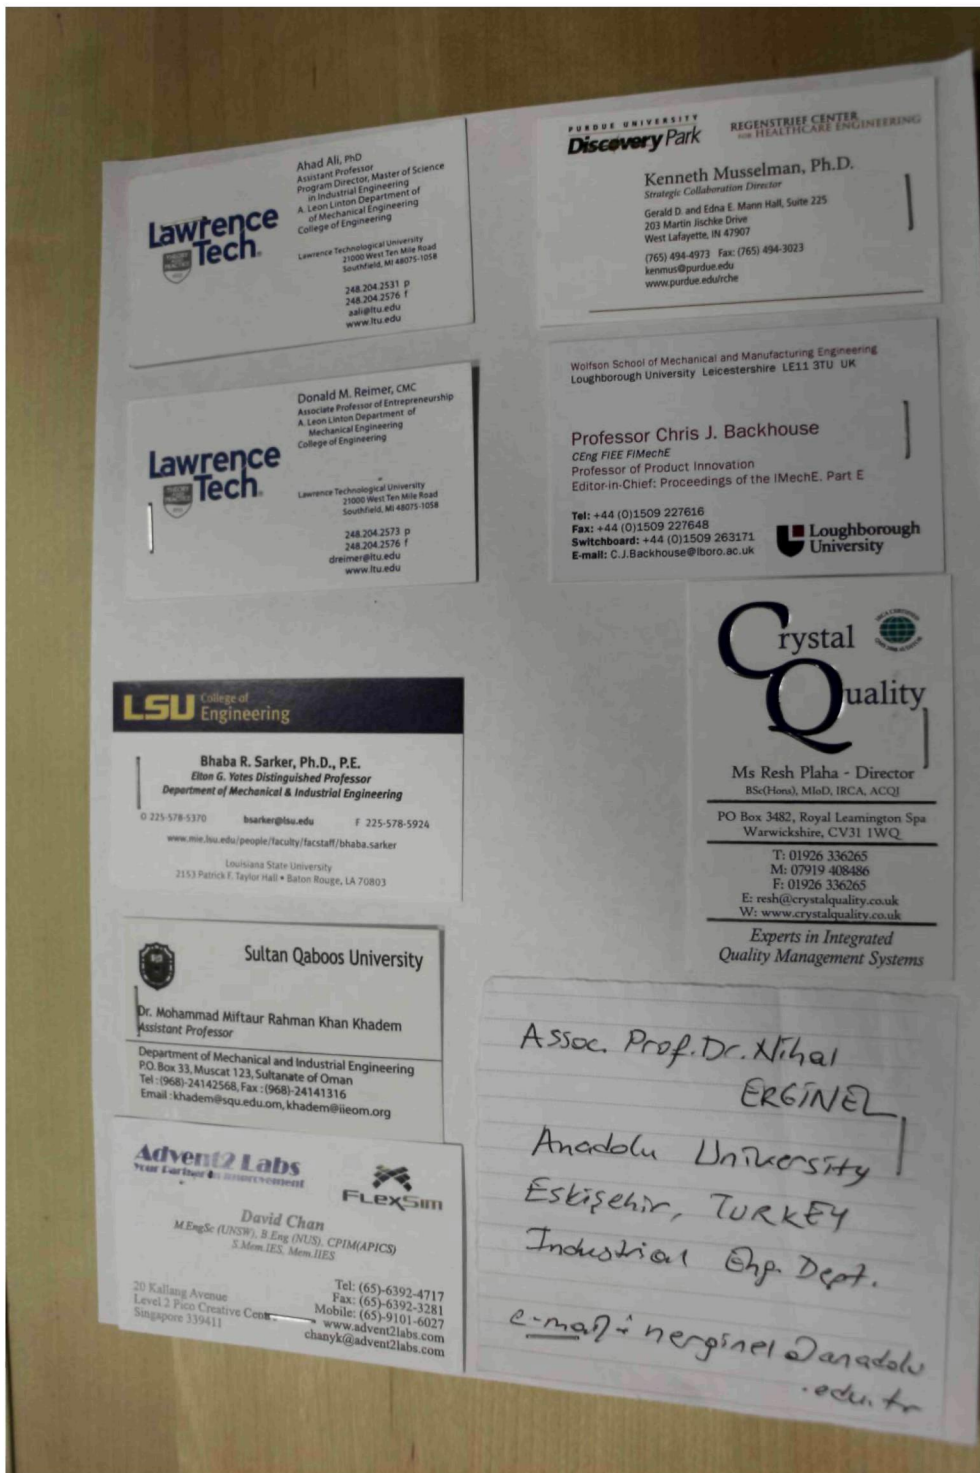 Lawrence
Tech.
Ahad Ali, PhD
Assistant Professor
Program Director, Master of Science
in Industrial Engineering
A. Leon Linton Department of
of Mechanical Engineering
College of Engineering
Lawrence Technological University
21000 West Ten Mile Road
Southfield, MI 48075-1058
248.204.2531 p
248.204.2576 f
aali@ltu.edu
www.ltu.edu
PURDUE UNIVERSITY
Discovery Park
REGENSTRIEF CENTER
FOR HEALTHCARE ENGINEERING
Kenneth Musselman, Ph.D.
Strategic Collaboration Director
Gerald D. and Edna E. Mann Hall, Suite 225
203 Martin Jischke Drive
West Lafayette, IN 47907
(765) 494-4973 Fax: (765) 494-3023
kenmus@purdue.edu
www.purdue.edu/rche
Lawrence
Tech.
Donald M. Reimer, CMC
Associate Professor of Entrepreneurship
A. Leon Linton Department of
Mechanical Engineering
College of Engineering
Lawrence Technological University
21000 West Ten Mile Road
Southfield, MI 48075-1058
248.204.2573 p
248.204.2576 f
dreimer@ltu.edu
www.ltu.edu
Wolfson School of Mechanical and Manufacturing Engineering
Loughborough University Leicestershire LE11 3TU UK
Professor Chris J. Backhouse
CEng FIEE FIMechE
Professor of Product Innovation
Editor-in-Chief: Proceedings of the IMechE. Part E
Tel: +44 (0)1509 227616
Fax: +44 (0)1509 227648
Switchboard: +44 (0)1509 263171
E-mail: C.J.Backhouse@lboro.ac.uk
Loughborough
University
Crystal
Quality
Ms Resh Plaha - Director
BSc(Hons), MIoD, IRCA, ACQI
PO Box 3482, Royal Leamington Spa
Warwickshire, CV31 1WQ
T: 01926 336265
M: 07919 408486
F: 01926 336265
E: resh@crystalquality.co.uk
W: www.crystalquality.co.uk
Experts in Integrated
Quality Management Systems
LSU College of
Engineering
Bhaba R. Sarker, Ph.D., P.E.
Elton G. Yates Distinguished Professor
Department of Mechanical & Industrial Engineering
O 225-578-5370 bsarker@lsu.edu F 225-578-5924
www.mie.lsu.edu/people/faculty/facstaff/bhaba.sarker
Louisiana State University
2153 Patrick F. Taylor Hall • Baton Rouge, LA 70803
Sultan Qaboos University
Dr. Mohammad Miftaur Rahman Khan Khadem
Assistant Professor
Department of Mechanical and Industrial Engineering
P.O. Box 33, Muscat 123, Sultanate of Oman
Tel :(968)-24142568, Fax :(968)-24141316
Email :khadem@squ.edu.om, khadem@iieom.org
Advent2 Labs
Your Partner in improvement
FLEXSIM
David Chan
M.EngSc (UNSW), B.Eng (NUS), CPIM(APICS)
S.Mem.IES, Mem.IIES
20 Kallang Avenue
Level 2 Pico Creative Centre
Singapore 339411
Tel: (65)-6392-4717
Fax: (65)-6392-3281
Mobile: (65)-9101-6027
www.advent2labs.com
chanyk@advent2labs.com
Assoc. Prof. Dr. Nihal
ERGİNEL
Anadolu University
Eskişehir, TURKEY
Industrial Eng. Dept.
e-mail: nerginel@anadolu
.edu.tr